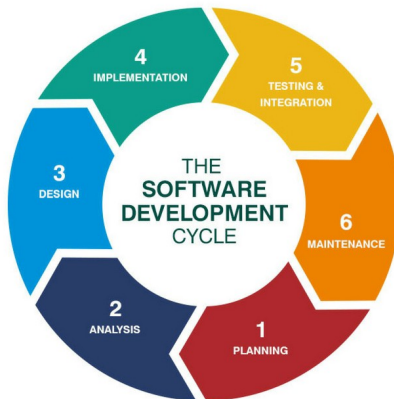 THE
SOFTWARE
DEVELOPMENT
CYCLE
1
PLANNING
2
ANALYSIS
3
DESIGN
4
IMPLEMENTATION
5
TESTING &
INTEGRATION
6
MAINTENANCE